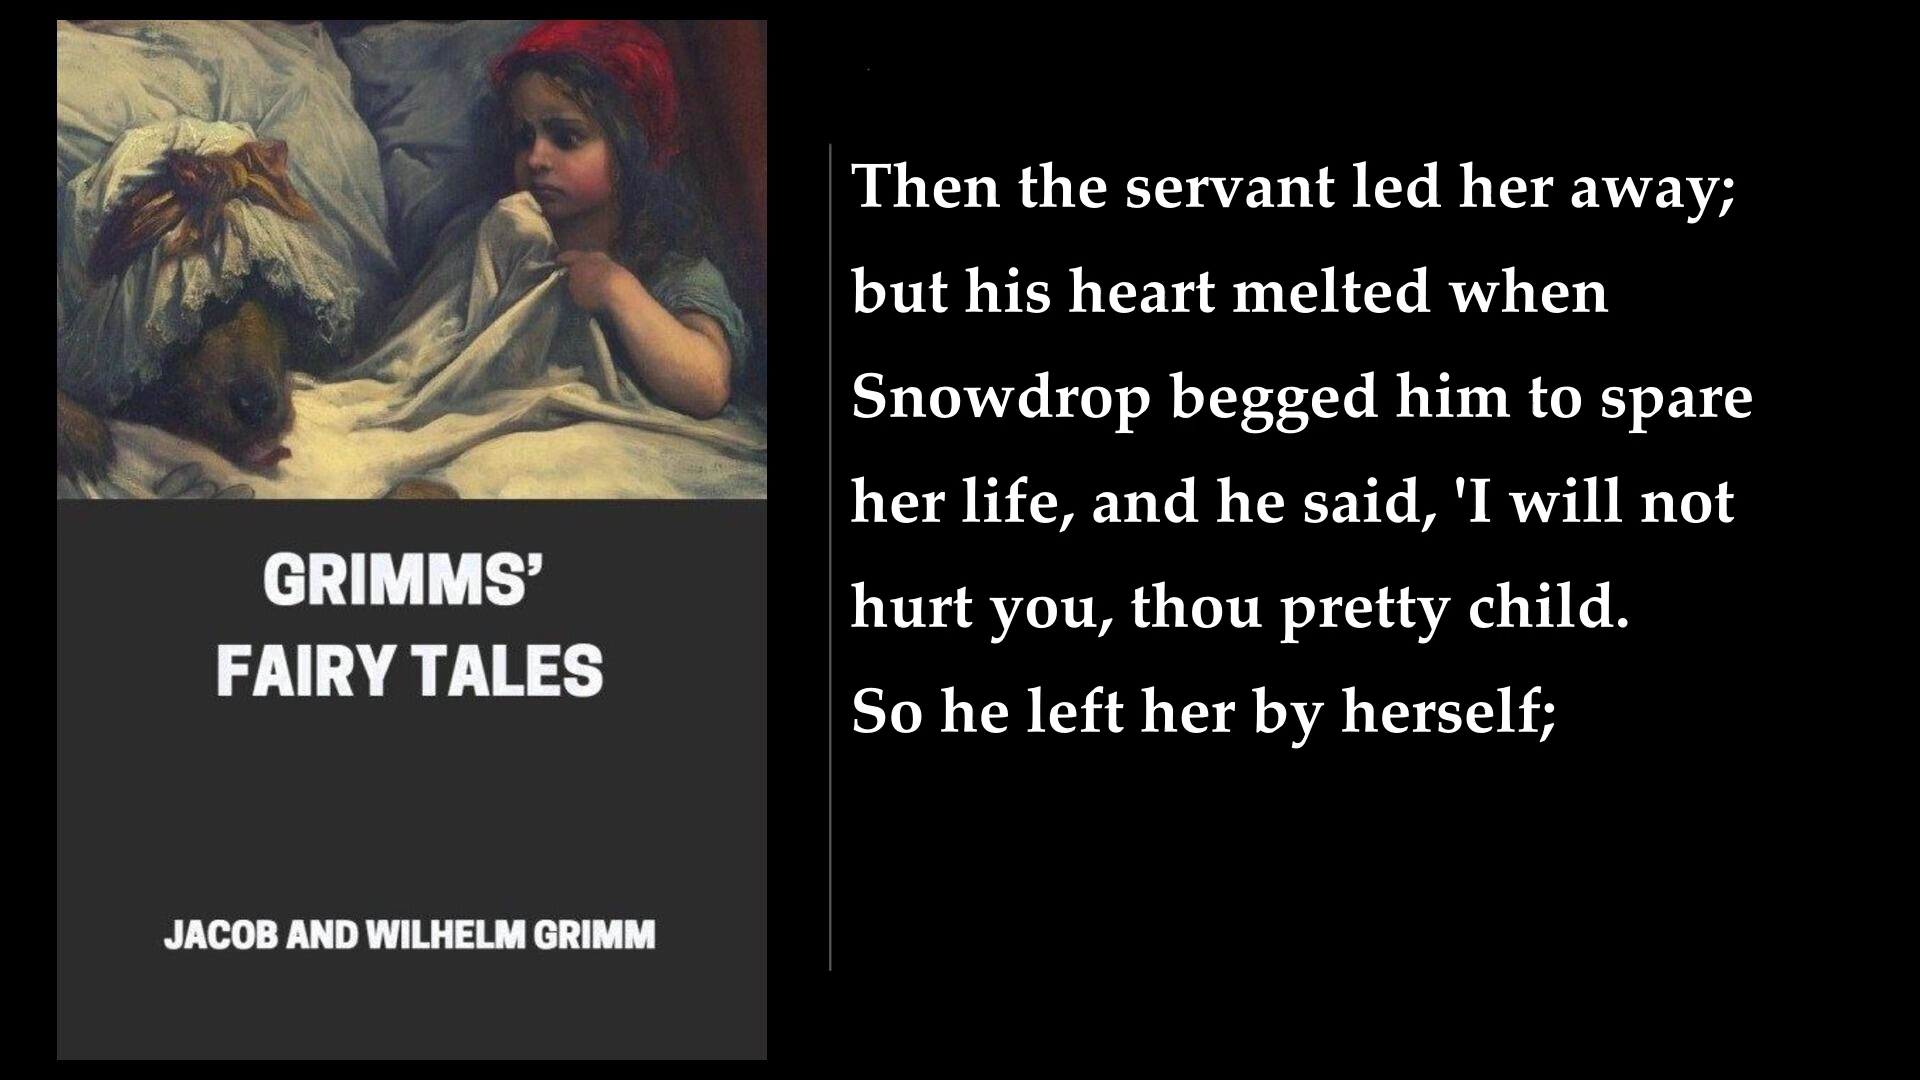 GRIMMS’
FAIRY TALES
JACOB AND WILHELM GRIMM
Then the servant led her away;
but his heart melted when
Snowdrop begged him to spare
her life, and he said, 'I will not
hurt you, thou pretty child.
So he left her by herself;